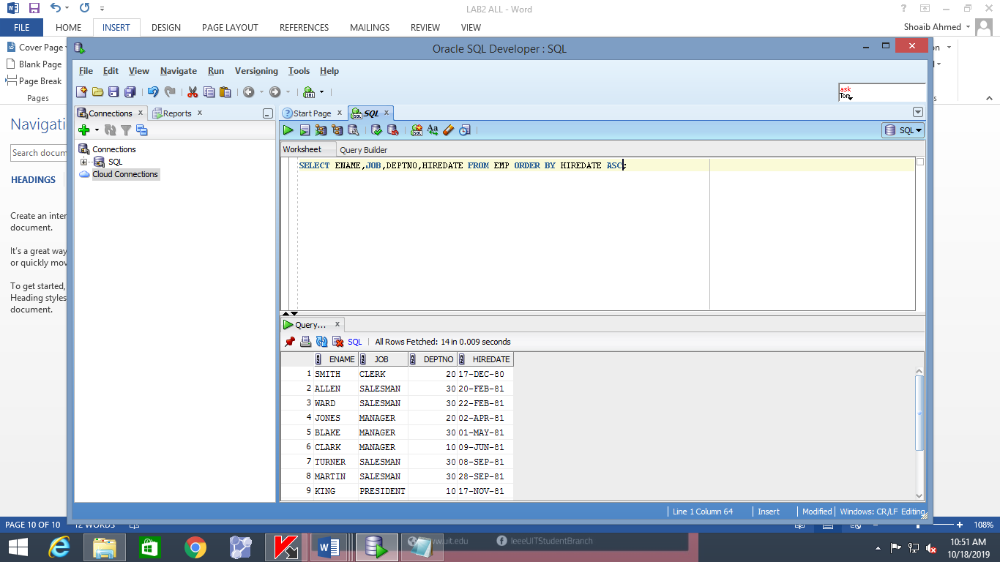 LAB2 ALL - Word
FILE HOME INSERT DESIGN PAGE LAYOUT REFERENCES MAILINGS REVIEW VIEW Shoaib Ahmed
Cover Page
Blank Page
Page Break
Pages
Navigati
Search docum
HEADINGS
Create an inter
document.
It's a great way
or quickly mov
To get started,
Heading styles
document.
Oracle SQL Developer : SQL
File Edit View Navigate Run Versioning Tools Help
ask
Tom
Connections x Reports x
Connections
SQL
Cloud Connections
Start Page x SQL x
SQL
Worksheet Query Builder
SELECT ENAME,JOB,DEPTNO,HIREDATE FROM EMP ORDER BY HIREDATE ASC;
Query... x
SQL | All Rows Fetched: 14 in 0.009 seconds
ENAME JOB DEPTNO HIREDATE
1 SMITH CLERK 20 17-DEC-80
2 ALLEN SALESMAN 30 20-FEB-81
3 WARD SALESMAN 30 22-FEB-81
4 JONES MANAGER 20 02-APR-81
5 BLAKE MANAGER 30 01-MAY-81
6 CLARK MANAGER 10 09-JUN-81
7 TURNER SALESMAN 30 08-SEP-81
8 MARTIN SALESMAN 30 28-SEP-81
9 KING PRESIDENT 10 17-NOV-81
Line 1 Column 64 Insert Modified Windows: CR/LF Editing
PAGE 10 OF 10 12 WORDS 108%
uit.edu IeeeUITStudentBranch
10:51 AM
10/18/2019